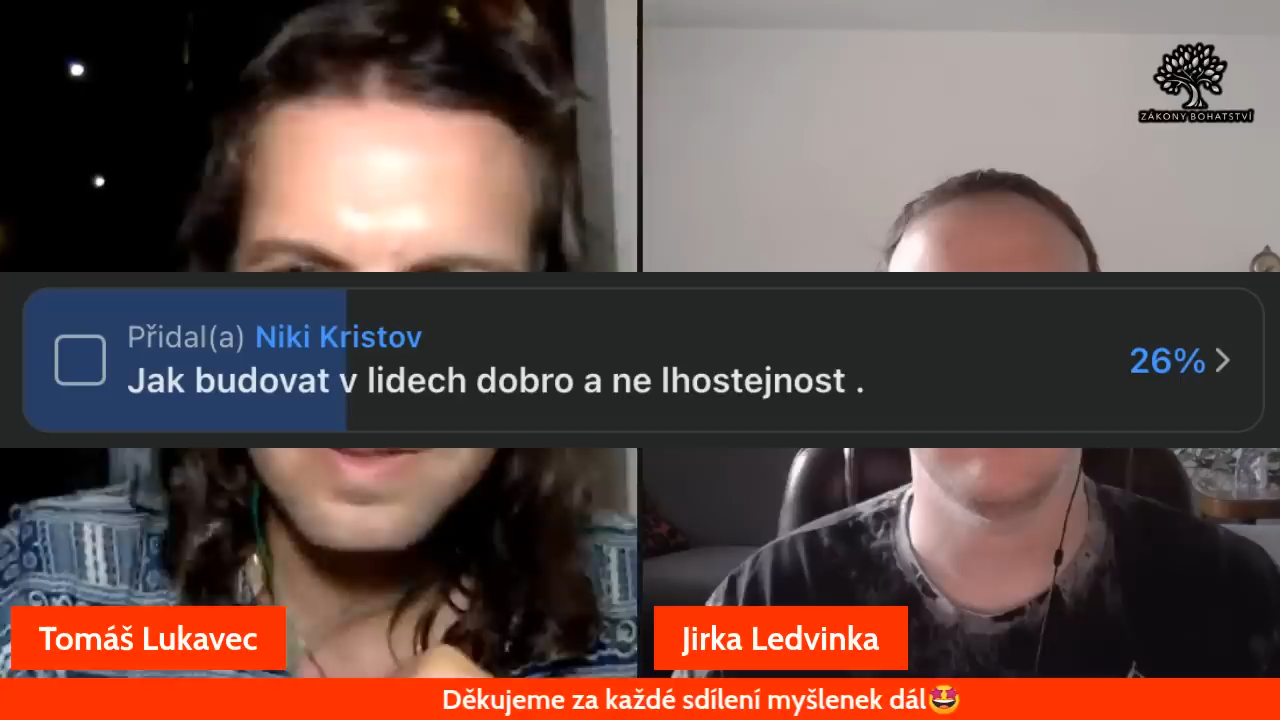 ZÁKONY BOHATSTVÍ
Přidal(a) Niki Kristov
Jak budovat v lidech dobro a ne lhostejnost .
26%
Tomáš Lukavec
Jirka Ledvinka
Děkujeme za každé sdílení myšlenek dál🤩